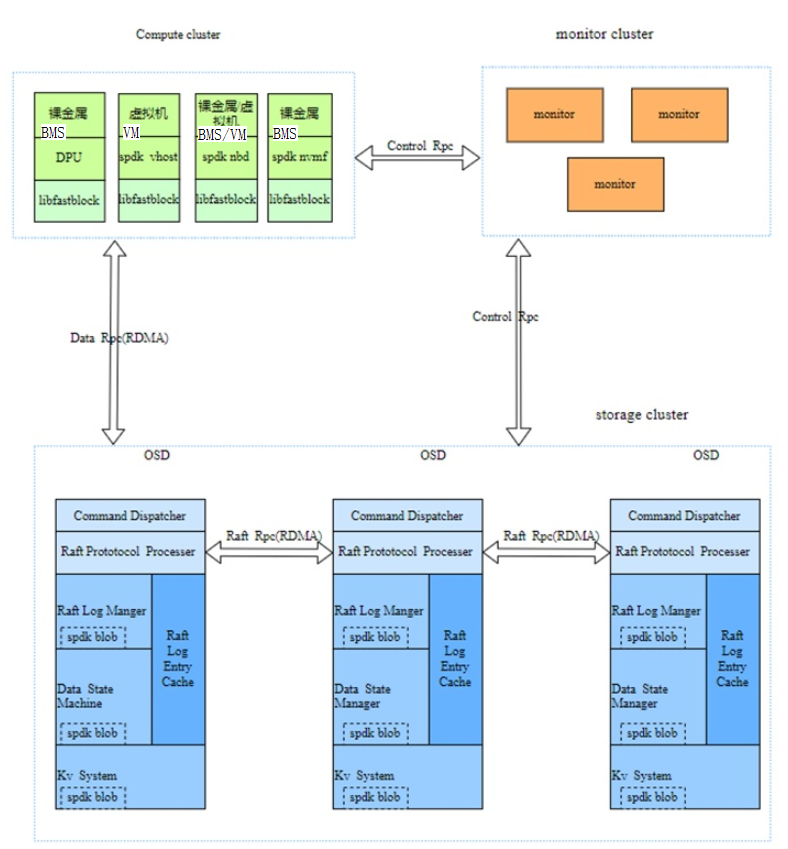 Compute cluster
monitor cluster
裸金属
BMS
DPU
libfastblock
虚拟机
VM
spdk vhost
libfastblock
裸金属/虚
拟机
BMS/VM
spdk nbd
libfastblock
裸金属
BMS
spdk nvmf
libfastblock
Control Rpc
monitor
monitor
monitor
Data Rpc(RDMA)
Control Rpc
storage cluster
OSD
OSD
OSD
Command Dispatcher
Raft Prototocol Processer
Raft Log Manger
spdk blob
Raft
Log
Entry
Cache
Data State
Machine
spdk blob
Kv System
spdk blob
Raft Rpc(RDMA)
Command Dispatcher
Raft Prototocol Processer
Raft Log Manger
spdk blob
Raft
Log
Entry
Cache
Data State
Manager
spdk blob
Kv System
spdk blob
Raft Rpc(RDMA)
Command Dispatcher
Raft Prototocol Processer
Raft Log Manger
spdk blob
Raft
Log
Entry
Cache
Data State
Manager
spdk blob
Kv System
spdk blob